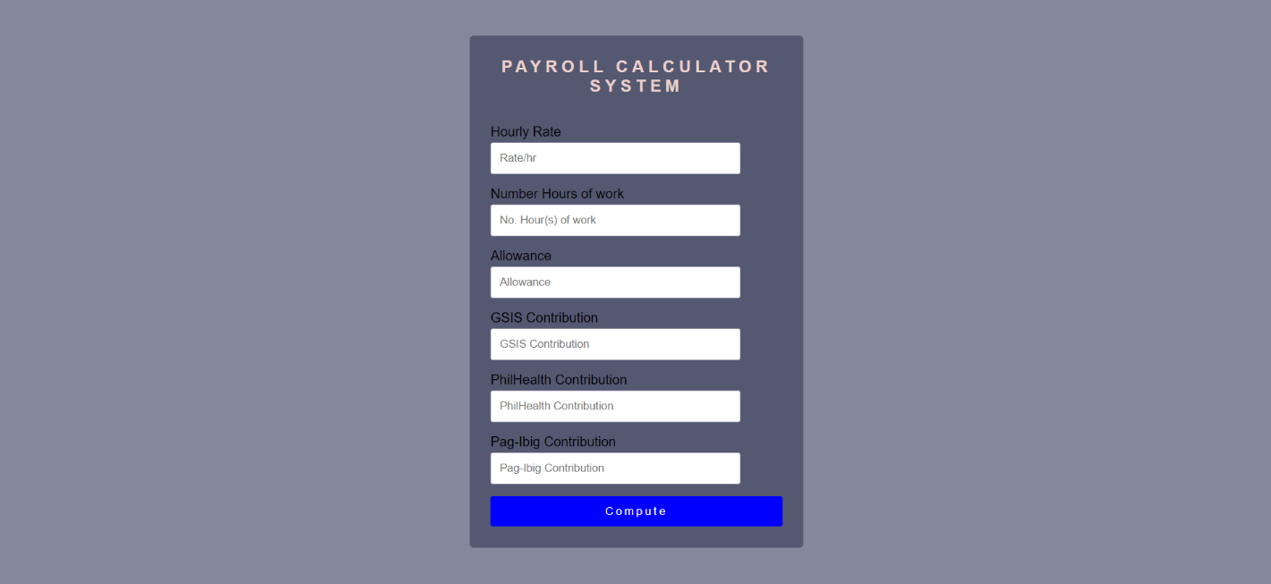 PAYROLL CALCULATOR
SYSTEM
Hourly Rate
Rate/hr
Number Hours of work
No. Hour(s) of work
Allowance
Allowance
GSIS Contribution
GSIS Contribution
PhilHealth Contribution
PhilHealth Contribution
Pag-Ibig Contribution
Pag-Ibig Contribution
Compute